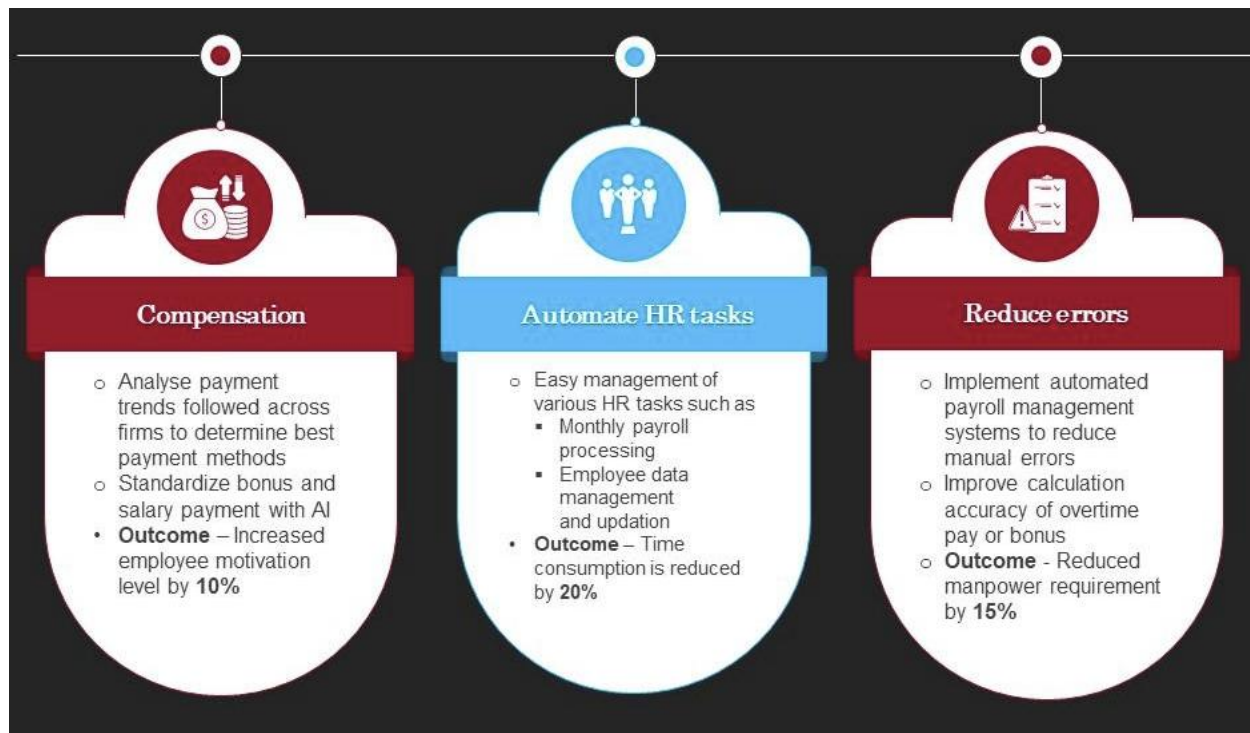 Compensation
○ Analyse payment
trends followed across
firms to determine best
payment methods
○ Standardize bonus and
salary payment with AI
• Outcome – Increased
employee motivation
level by 10%
Automate HR tasks
○ Easy management of
various HR tasks such as
▪ Monthly payroll
processing
▪ Employee data
management
and updation
• Outcome – Time
consumption is reduced
by 20%
Reduce errors
○ Implement automated
payroll management
systems to reduce
manual errors
○ Improve calculation
accuracy of overtime
pay or bonus
○ Outcome - Reduced
manpower requirement
by 15%